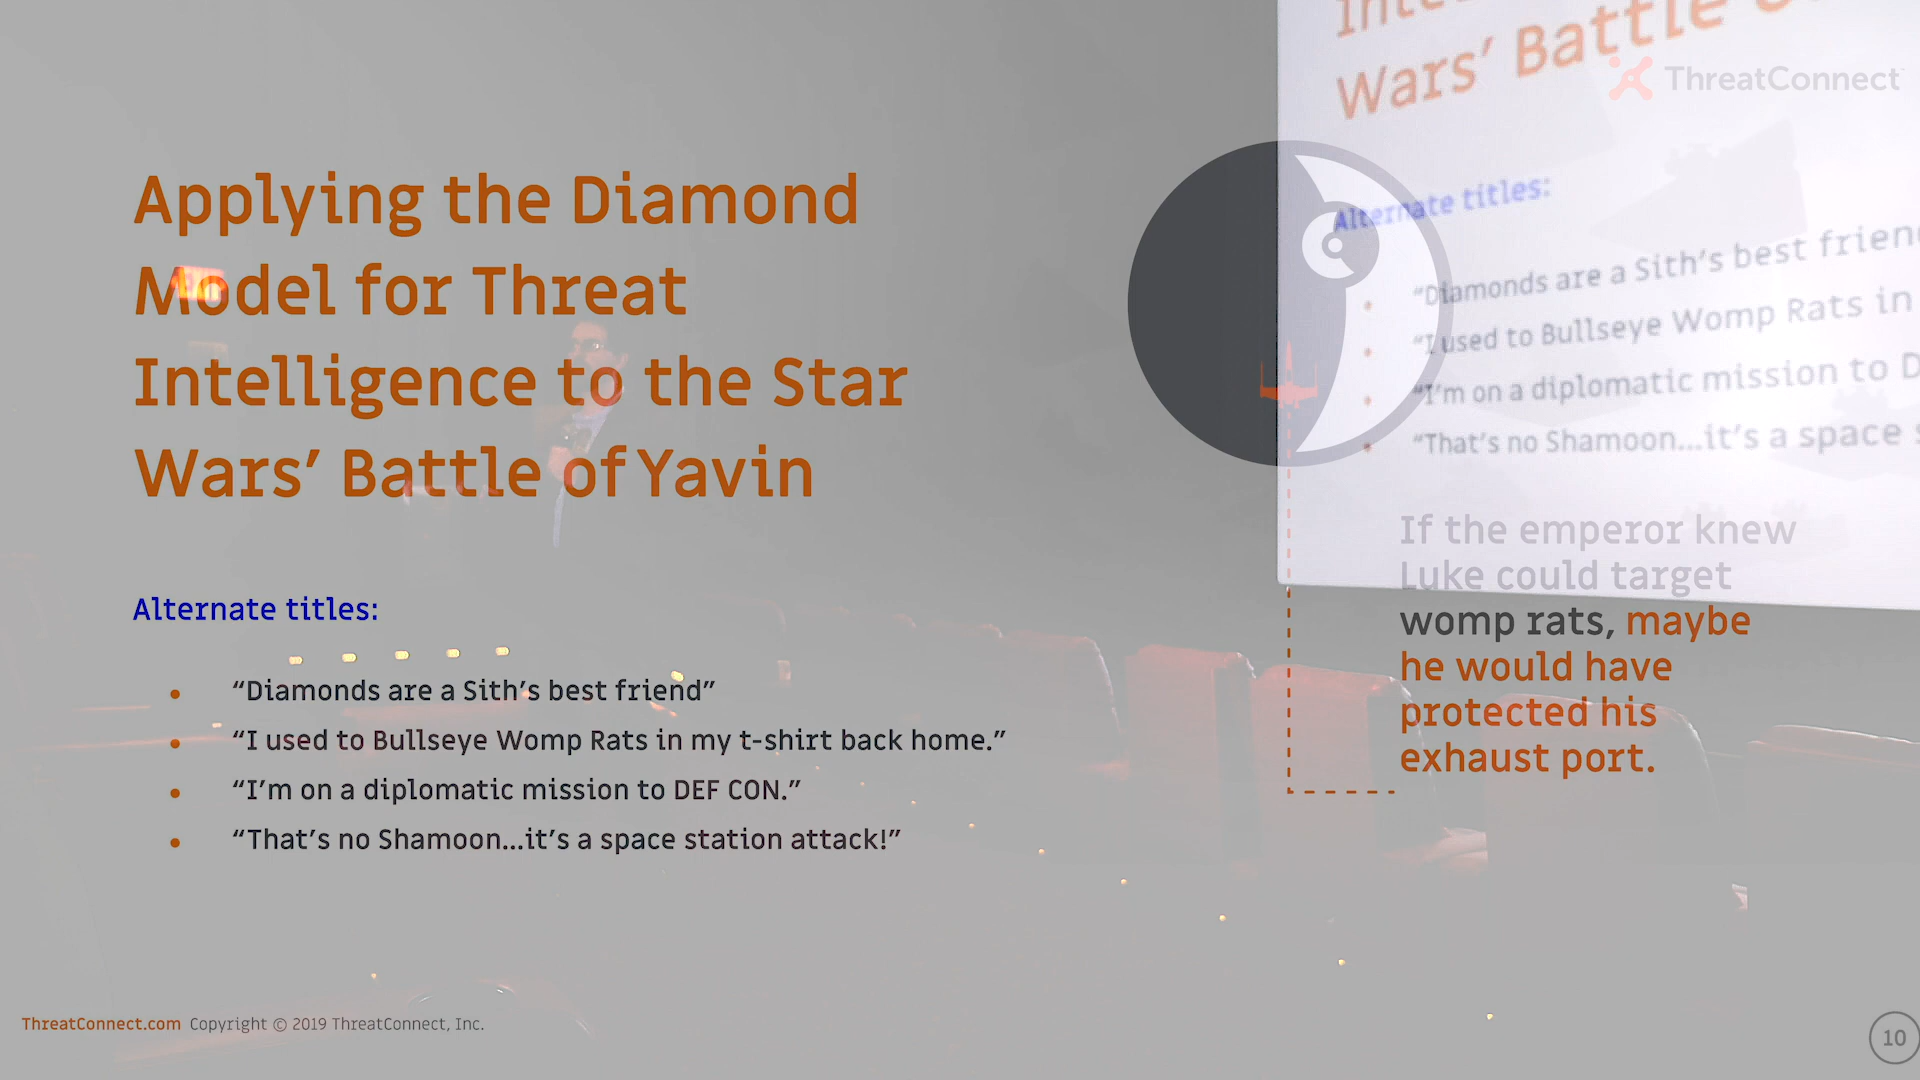 Applying the Diamond
Model for Threat
Intelligence to the Star
Wars’ Battle of Yavin
Alternate titles:
“Diamonds are a Sith’s best friend”
“I used to Bullseye Womp Rats in my t-shirt back home.”
“I’m on a diplomatic mission to DEF CON.”
“That’s no Shamoon...it’s a space station attack!”
ThreatConnect.com Copyright © 2019 ThreatConnect, Inc.
Wars’ Battle
ThreatConnect
Alternate titles:
“Diamonds are a Sith’s best
“I used to Bullseye Womp Rats in
“I’m on a diplomatic mission to
“That’s no Shamoon...it’s a space
If the emperor knew
Luke could target
womp rats, maybe
he would have
protected his
exhaust port.
10